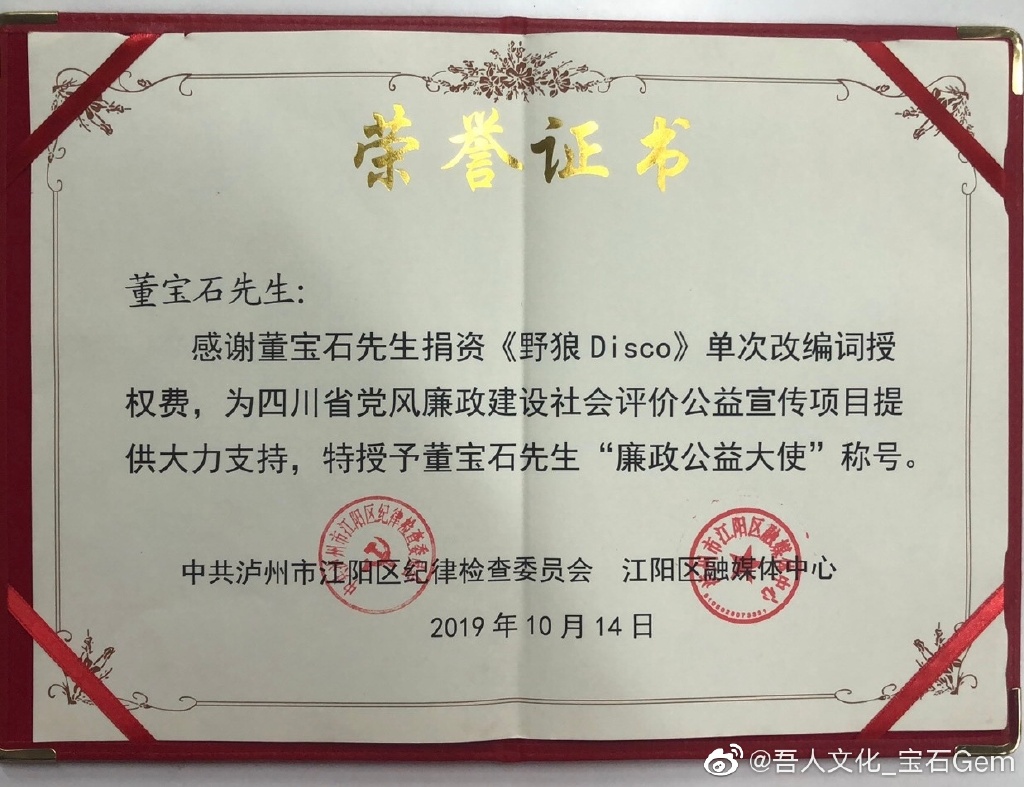 荣誉证书
董宝石先生:
感谢董宝石先生捐资《野狼Disco》单次改编词授
权费，为四川省党风廉政建设社会评价公益宣传项目提
供大力支持，特授予董宝石先生“廉政公益大使”称号。
中共泸州市江阳区纪律检查委员会 江阳区融媒体中心
2019年10月14日
@吾人文化_宝石Gem